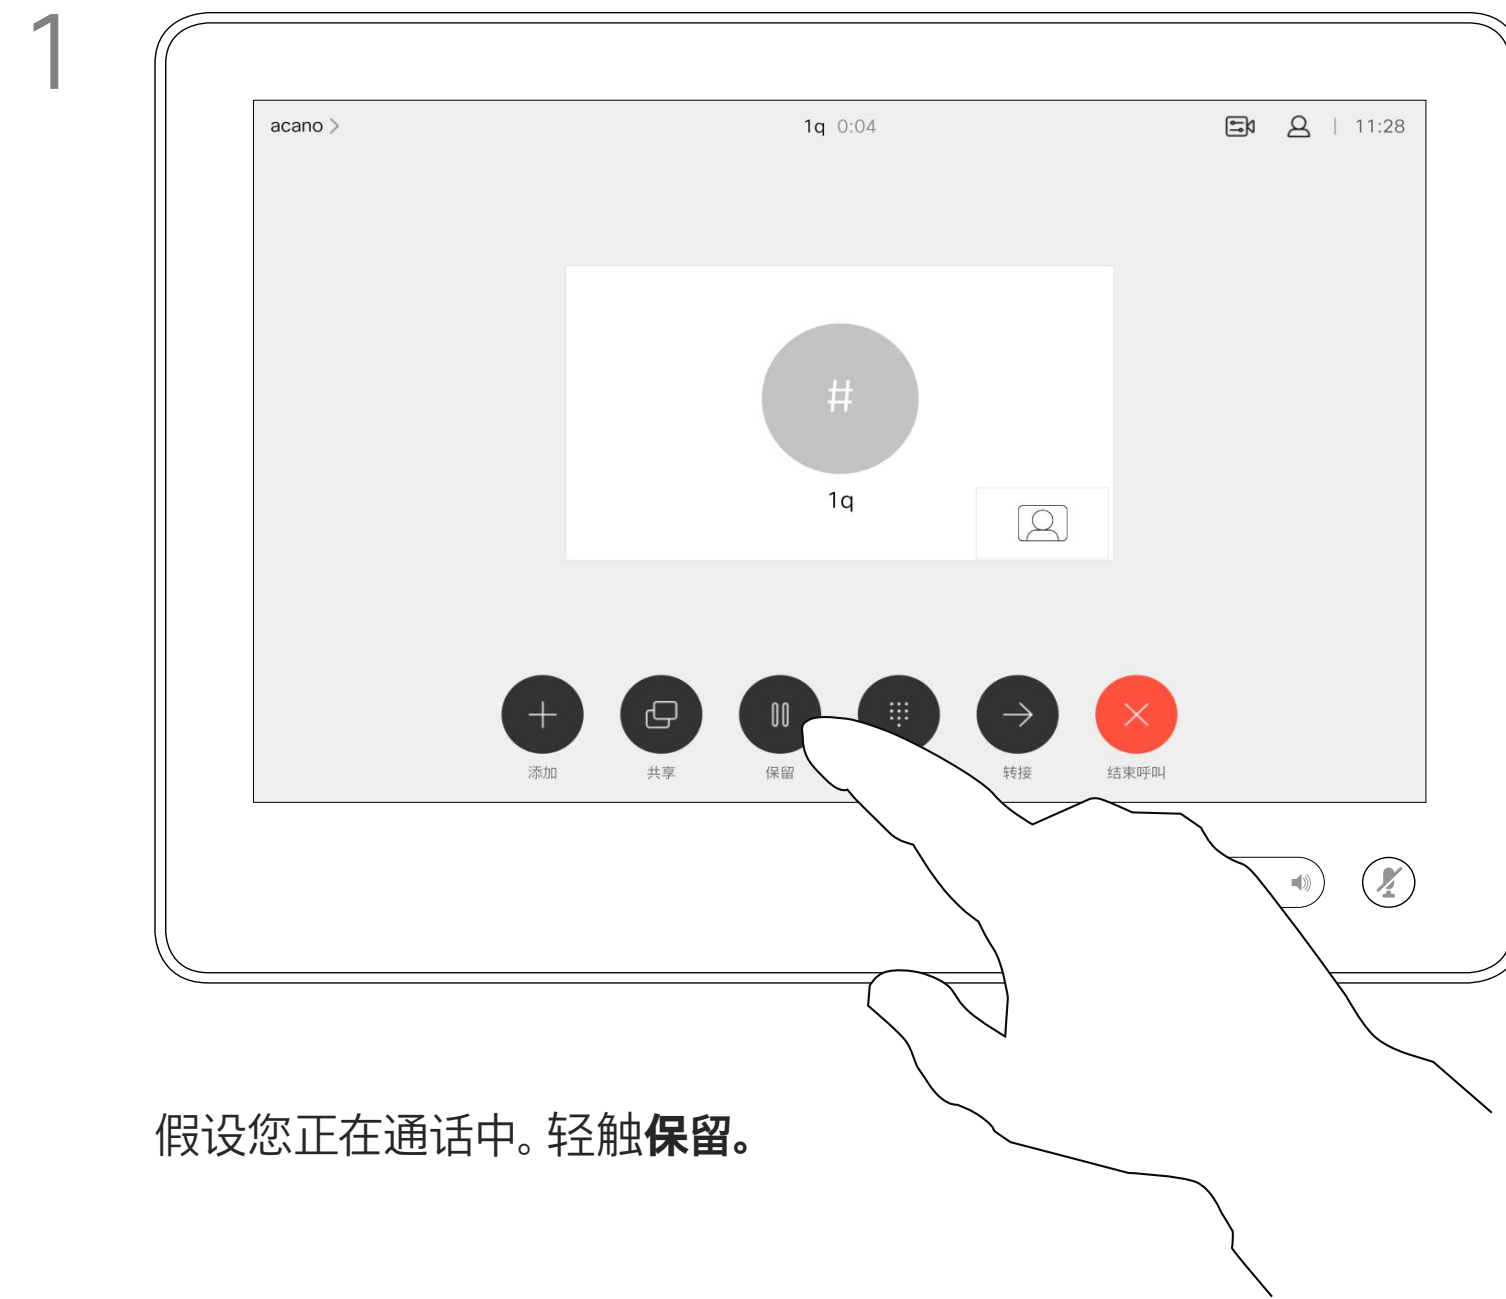 1
acano
1q 0:04
11:28
#
1q
添加
共享
保留
转接
结束呼叫
假设您正在通话中。轻触保留。